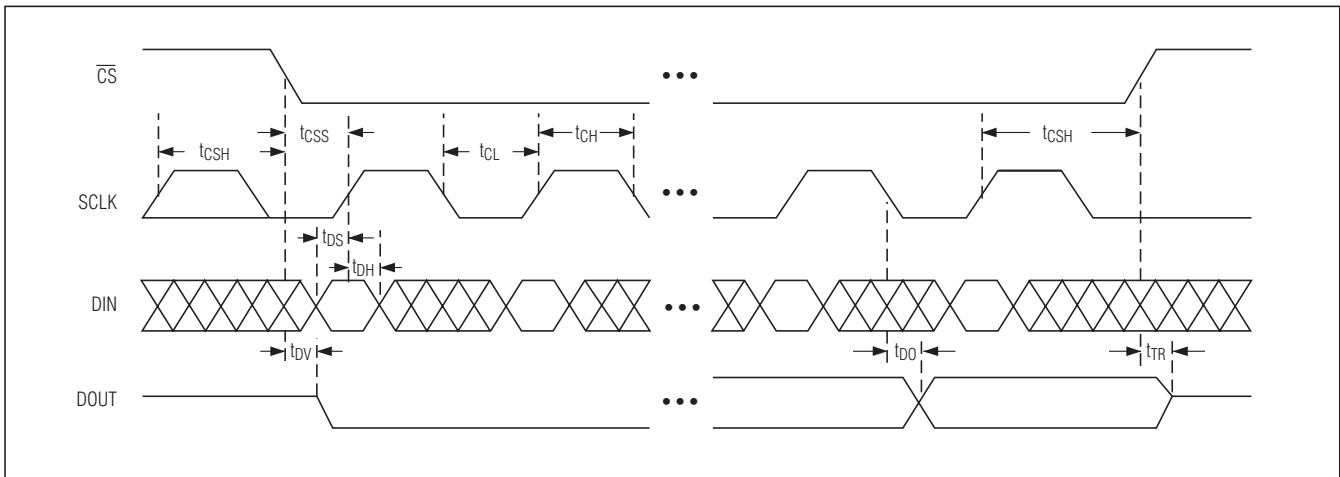 CS
tCSS
tCH
tCSH
tCSH
tCL
SCLK
tDS
tDH
DIN
tDV
tDO
tTR
DOUT